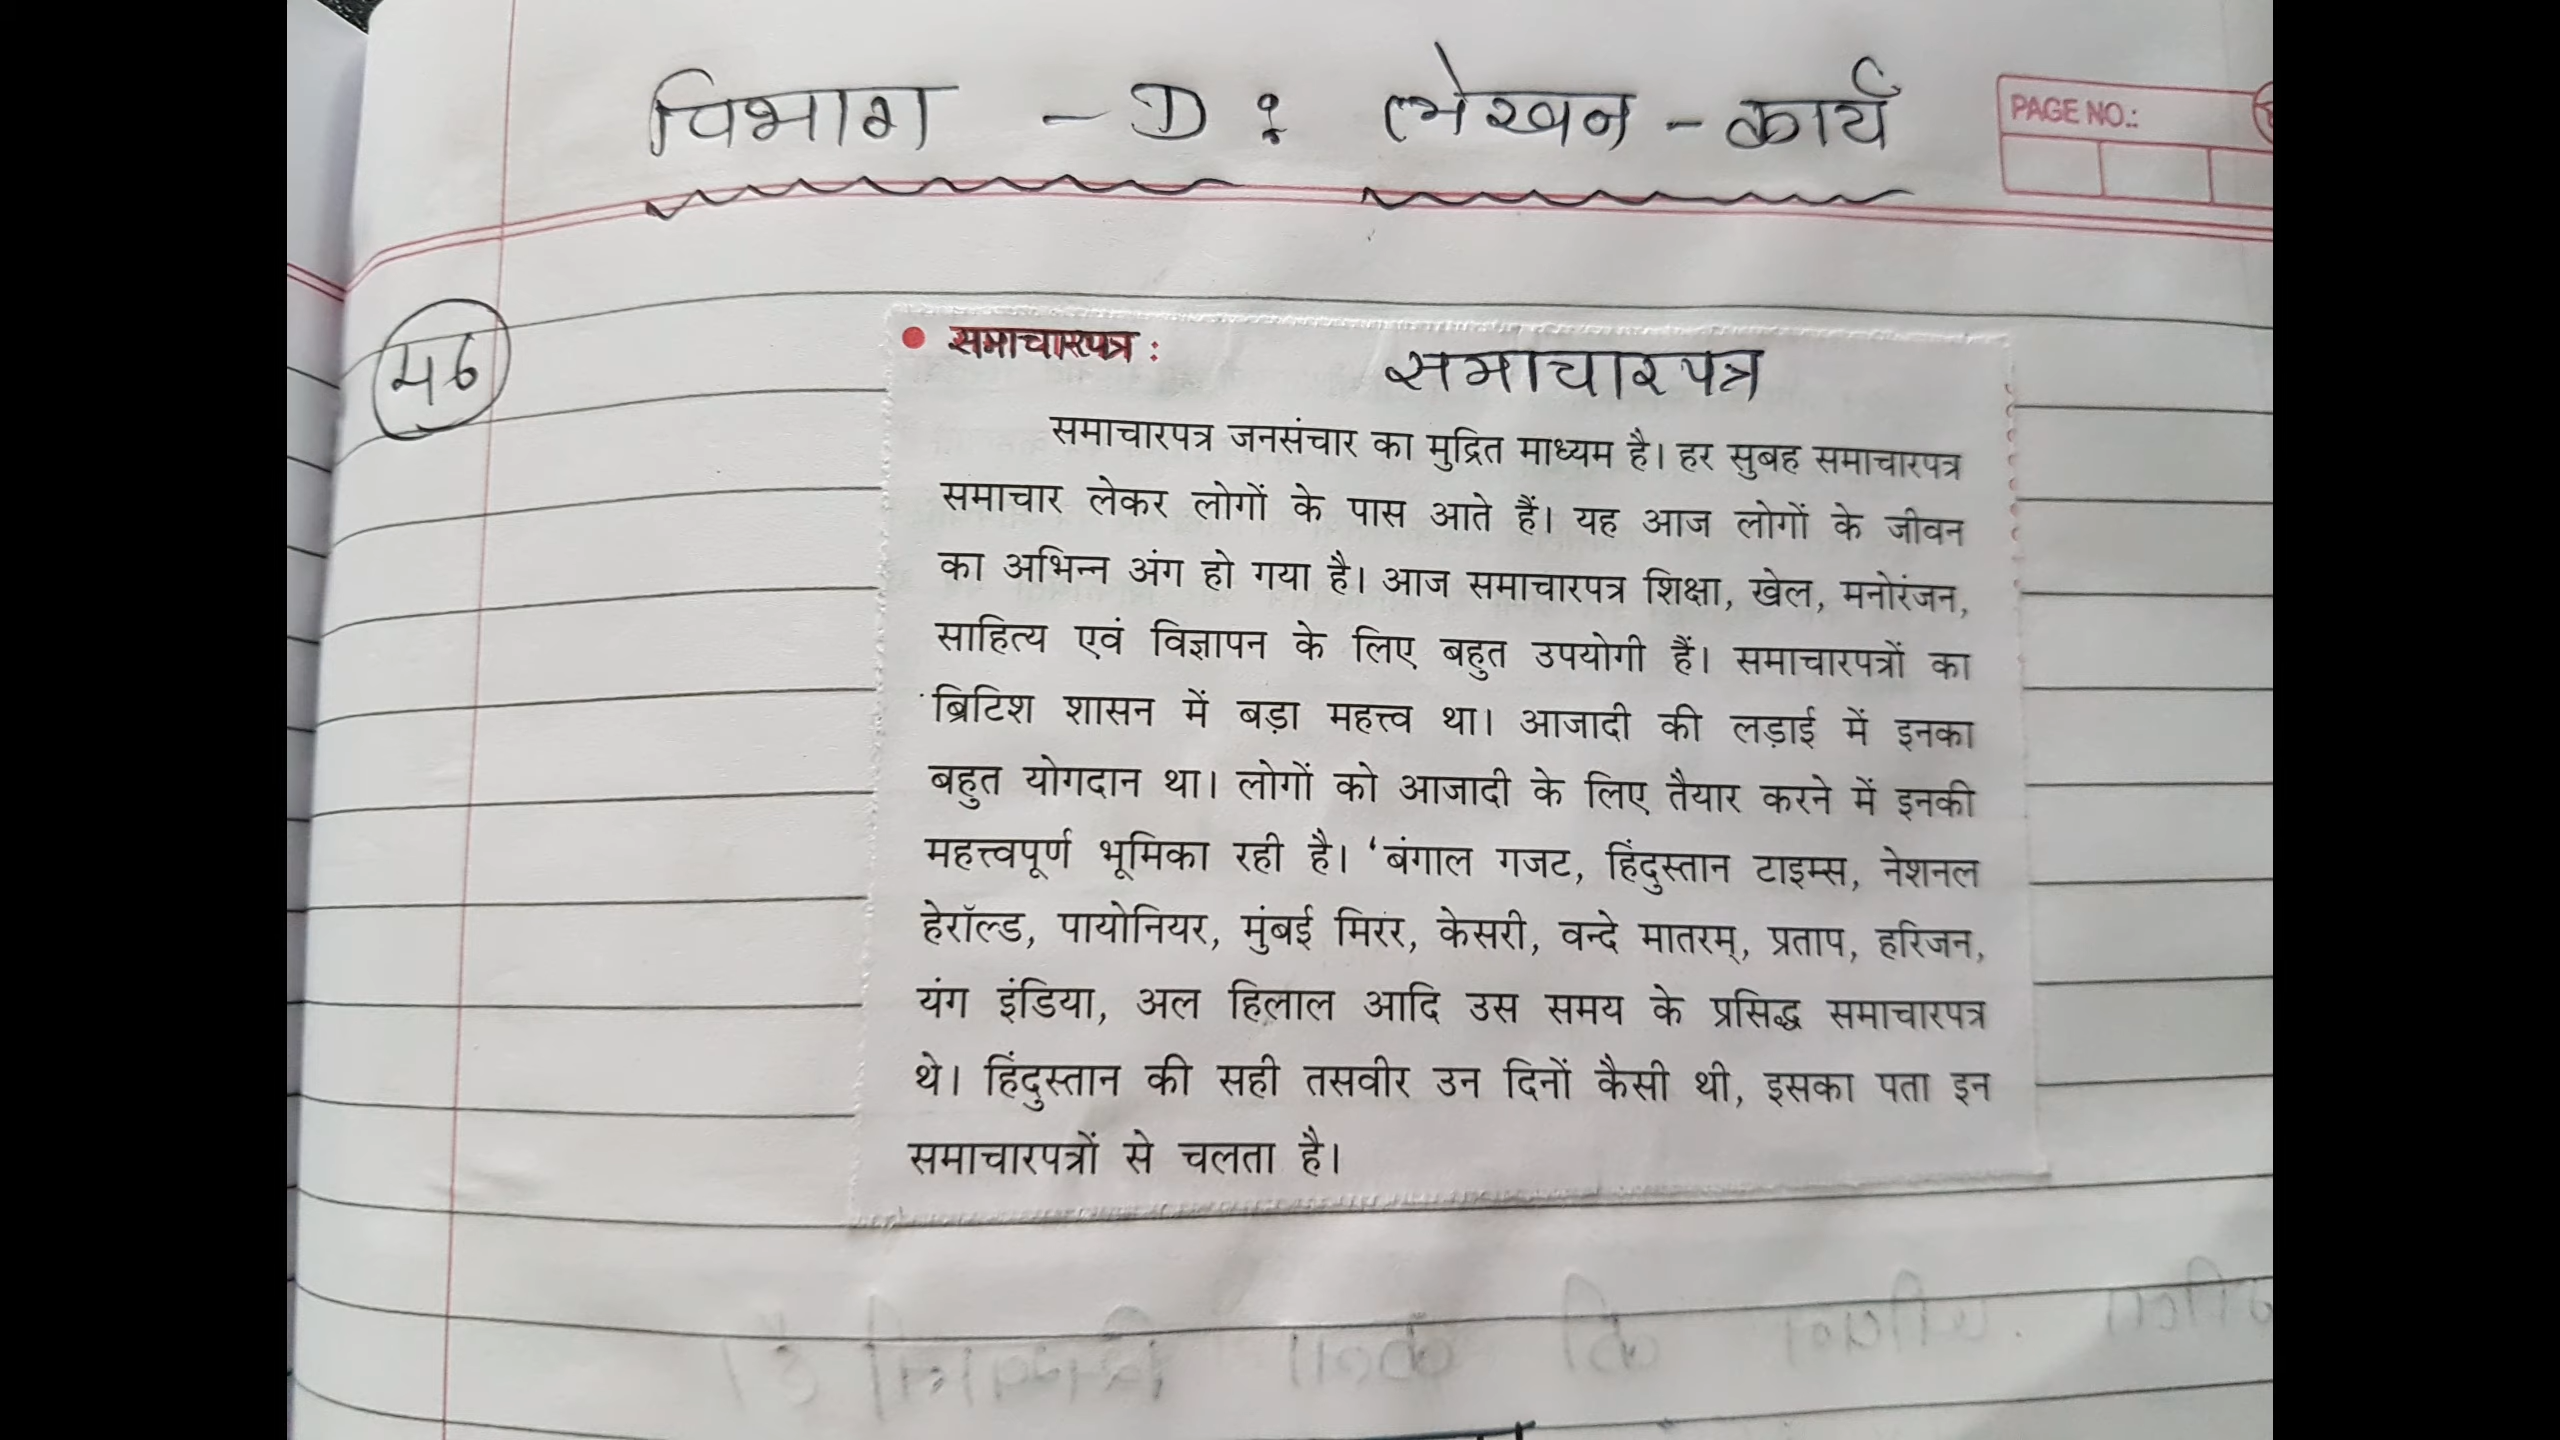 विभाग - D : लेखन - कार्य
PAGE NO.:
46
• समाचारपत्र :
समाचारपत्र
समाचारपत्र जनसंचार का मुद्रित माध्यम है। हर सुबह समाचारपत्र
समाचार लेकर लोगों के पास आते हैं। यह आज लोगों के जीवन
का अभिन्न अंग हो गया है। आज समाचारपत्र शिक्षा, खेल, मनोरंजन,
साहित्य एवं विज्ञापन के लिए बहुत उपयोगी हैं। समाचारपत्रों का
ब्रिटिश शासन में बड़ा महत्त्व था। आजादी की लड़ाई में इनका
बहुत योगदान था। लोगों को आजादी के लिए तैयार करने में इनकी
महत्त्वपूर्ण भूमिका रही है। ‘बंगाल गजट, हिंदुस्तान टाइम्स, नेशनल
हेरॉल्ड, पायोनियर, मुंबई मिरर, केसरी, वन्दे मातरम्, प्रताप, हरिजन,
यंग इंडिया, अल हिलाल आदि उस समय के प्रसिद्ध समाचारपत्र
थे। हिंदुस्तान की सही तसवीर उन दिनों कैसी थी, इसका पता इन
समाचारपत्रों से चलता है।